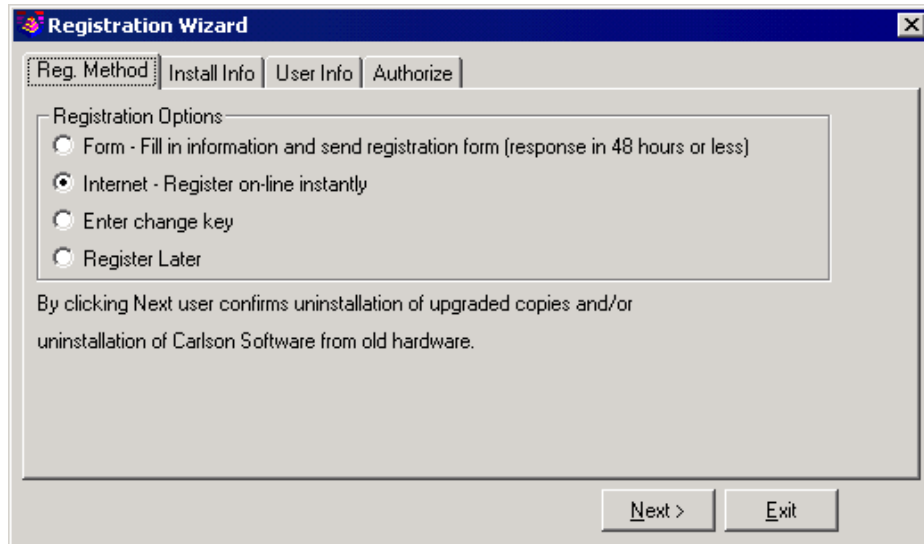 Registration Wizard
Reg. Method Install Info User Info Authorize
Registration Options
Form - Fill in information and send registration form (response in 48 hours or less)
Internet - Register on-line instantly
Enter change key
Register Later
By clicking Next user confirms uninstallation of upgraded copies and/or
uninstallation of Carlson Software from old hardware.
Next > Exit